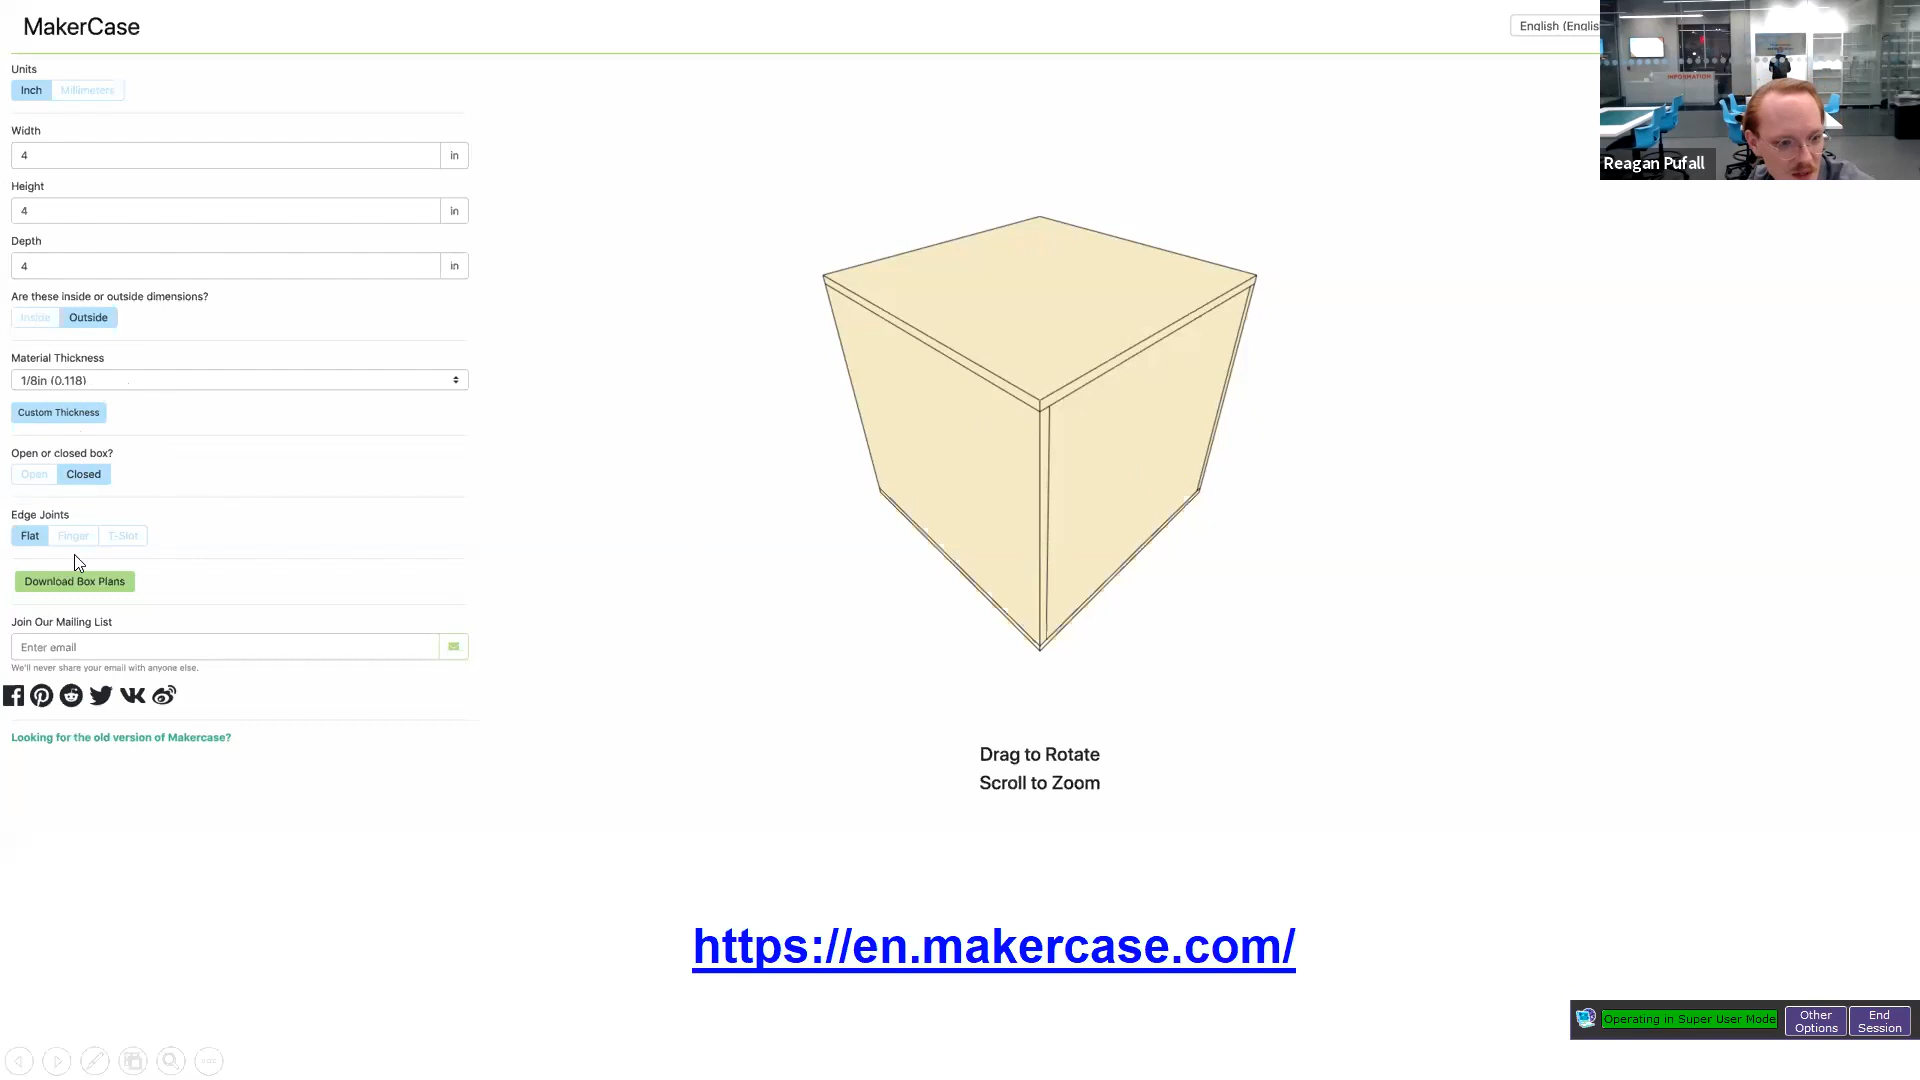 MakerCase
English (Englis
Units
Inch
Millimeters
Width
4
in
Height
4
in
Depth
4
in
Are these inside or outside dimensions?
Inside
Outside
Material Thickness
1/8in (0.118)
Custom Thickness
Open or closed box?
Open
Closed
Edge Joints
Flat
Finger
T-Slot
Download Box Plans
Join Our Mailing List
Enter email
We'll never share your email with anyone else.
Looking for the old version of Makercase?
Drag to Rotate
Scroll to Zoom
https://en.makercase.com/
INFORMATION
Reagan Pufall
Operating in Super User Mode
Other
Options
End
Session